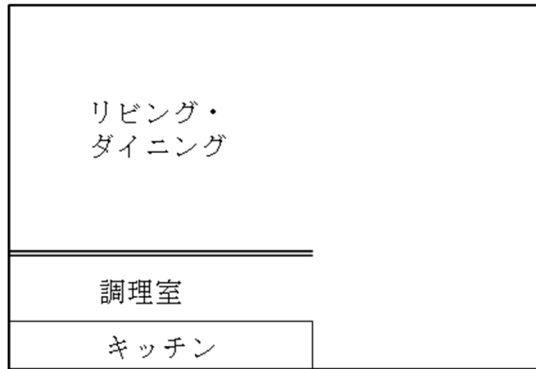 リビング・
ダイニング
調理室
キッチン